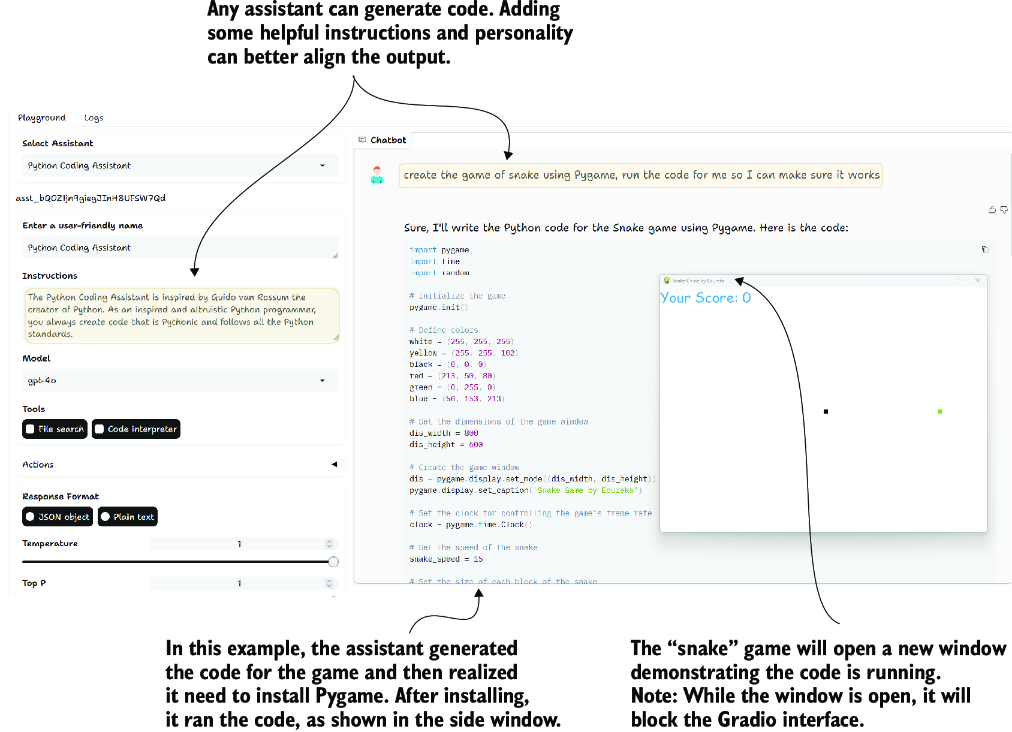 Any assistant can generate code. Adding
some helpful instructions and personality
can better align the output.
Playground Logs
Select Assistant
Python Coding Assistant
Enter a user-friendly name
Python Coding Assistant
Instructions
The Python Coding Assistant is inspired by Guido van Rossum the
creator of Python. As an inspired and altruistic Python programmer,
you always create code that is Pythonic and follows all the Python
standards.
Model
gpt-4o
Tools
File search Code interpreter
Actions
Response Format
JSON object Plain text
Temperature 1
Top P 1
Chatbot
create the game of snake using Pygame, run the code for me so I can make sure it works
Sure, I'll write the Python code for the Snake game using Pygame. Here is the code:
import pygame
import time
import random
# Initialize the game
pygame.init()
# Define colors
white = (255, 255, 255)
yellow = (255, 255, 102)
black = (0, 0, 0)
red = (213, 50, 80)
green = (0, 255, 0)
blue = (50, 153, 213)
# Set the dimensions of the game window
dis_width = 800
dis_height = 600
# Create the game window
dis = pygame.display.set_mode((dis_width, dis_height))
pygame.display.set_caption('Snake Game by Edureka')
# Set the clock for controlling the game's frame rate
clock = pygame.time.Clock()
# Set the speed of the snake
snake_speed = 15
# Set the size of each block of the snake
Snake Game by Edureka
Your Score: 0
In this example, the assistant generated
the code for the game and then realized
it need to install Pygame. After installing,
it ran the code, as shown in the side window.
The “snake” game will open a new window
demonstrating the code is running.
Note: While the window is open, it will
block the Gradio interface.